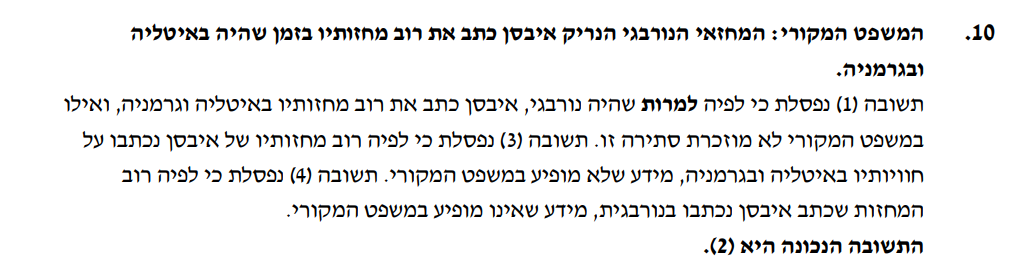 10. המשפט המקורי: המחזאי הנורבגי הנריק איבסן כתב את רוב מחזותיו בזמן שהיה באיטליה
ובגרמניה.
תשובה (1) נפסלת כי לפיה למרות שהיה נורבגי, איבסן כתב את רוב מחזותיו באיטליה וגרמניה, ואילו
במשפט המקורי לא מוזכרת סתירה זו. תשובה (3) נפסלת כי לפיה רוב מחזותיו של איבסן נכתבו על
חוויותיו באיטליה ובגרמניה, מידע שלא מופיע במשפט המקורי. תשובה (4) נפסלת כי לפיה רוב
המחזות שכתב איבסן נכתבו בנורבגית, מידע שאינו מופיע במשפט המקורי.
התשובה הנכונה היא (2).